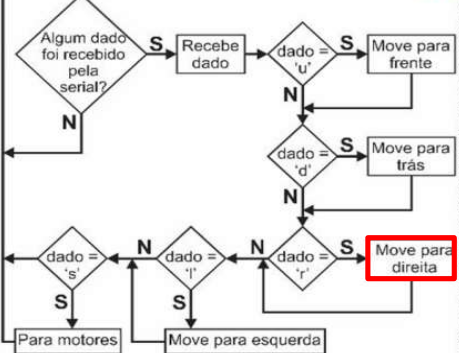 Algum dado
foi recebido
pela
serial?
S
Recebe
dado
dado =
'u'
S
Move para
frente
N
N
dado =
'd'
S
Move para
trás
N
dado =
'r'
S
Move para
direita
N
dado =
'l'
N
dado =
's'
S
S
Para motores
Move para esquerda